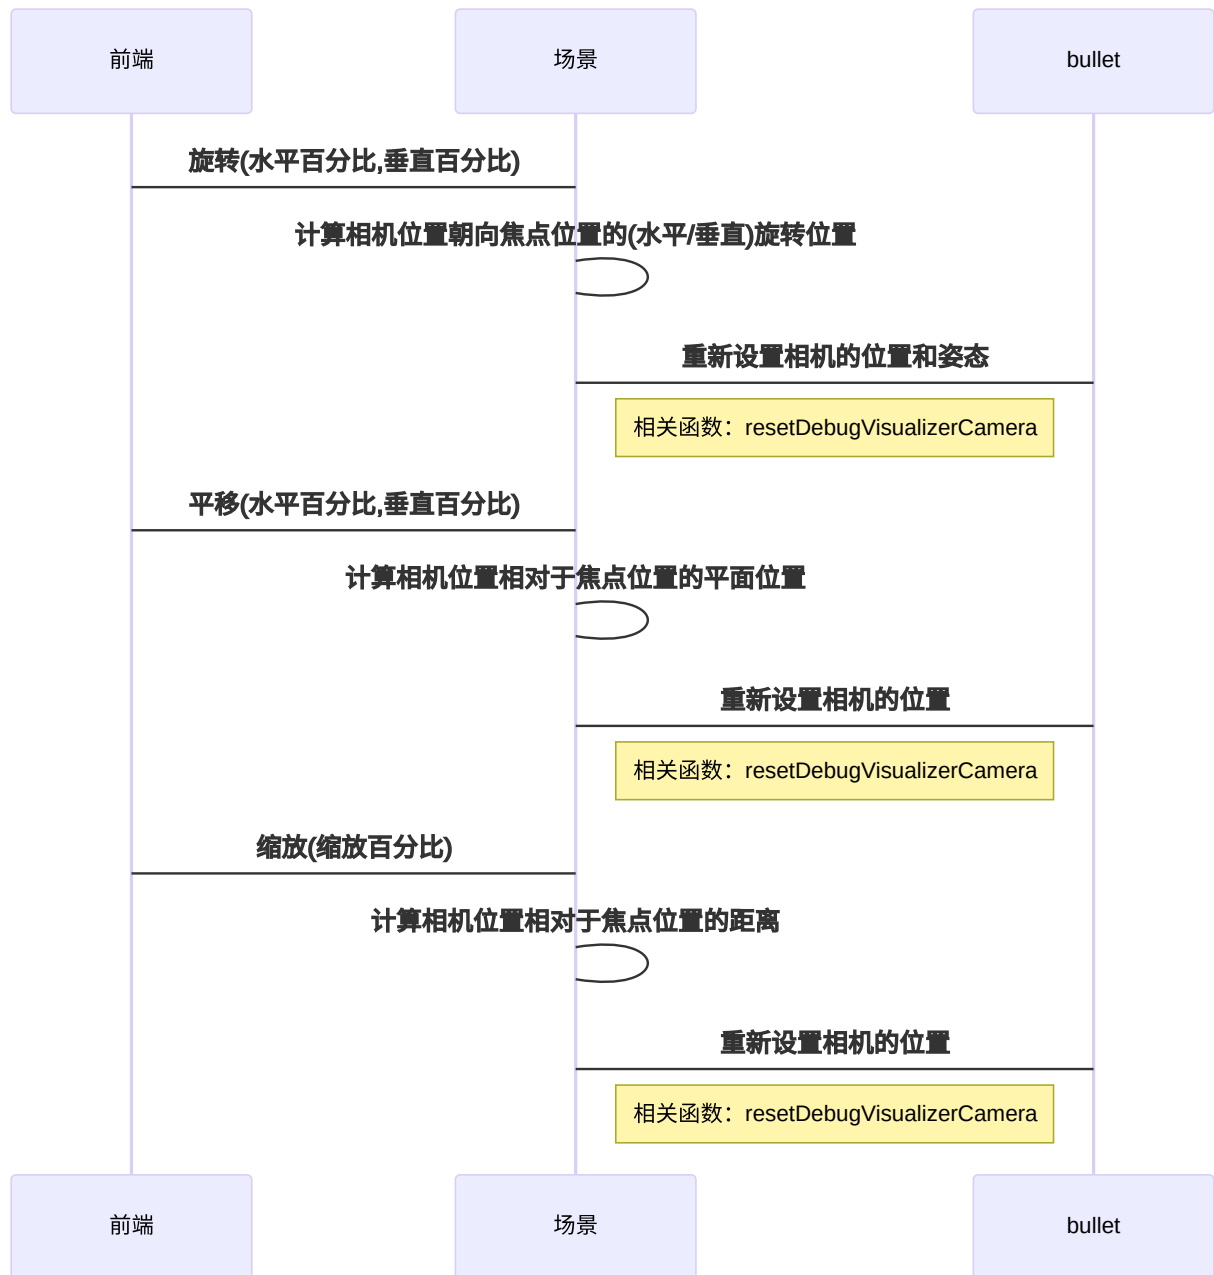 前端
场景
bullet
旋转(水平百分比,垂直百分比)
计算相机位置朝向焦点位置的(水平/垂直)旋转位置
重新设置相机的位置和姿态
相关函数：resetDebugVisualizerCamera
平移(水平百分比,垂直百分比)
计算相机位置相对于焦点位置的平面位置
重新设置相机的位置
相关函数：resetDebugVisualizerCamera
缩放(缩放百分比)
计算相机位置相对于焦点位置的距离
重新设置相机的位置
相关函数：resetDebugVisualizerCamera
前端
场景
bullet